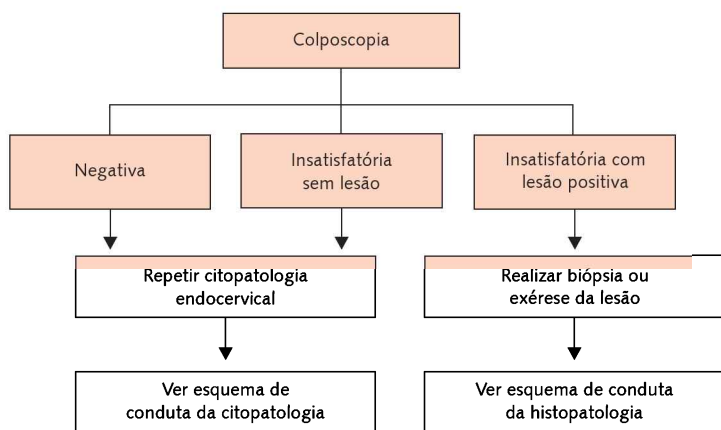 Colposcopia
Negativa
Insatisfatória
sem lesão
Insatisfatória com
lesão positiva
Repetir citopatologia
endocervical
Realizar biópsia ou
exérese da lesão
Ver esquema de
conduta da citopatologia
Ver esquema de conduta
da histopatologia